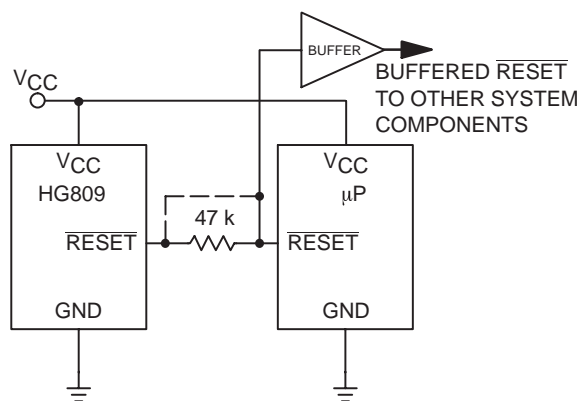 BUFFER
BUFFERED RESET
TO OTHER SYSTEM
COMPONENTS
VCC
VCC
HG809
RESET
GND
47 k
VCC
μP
RESET
GND